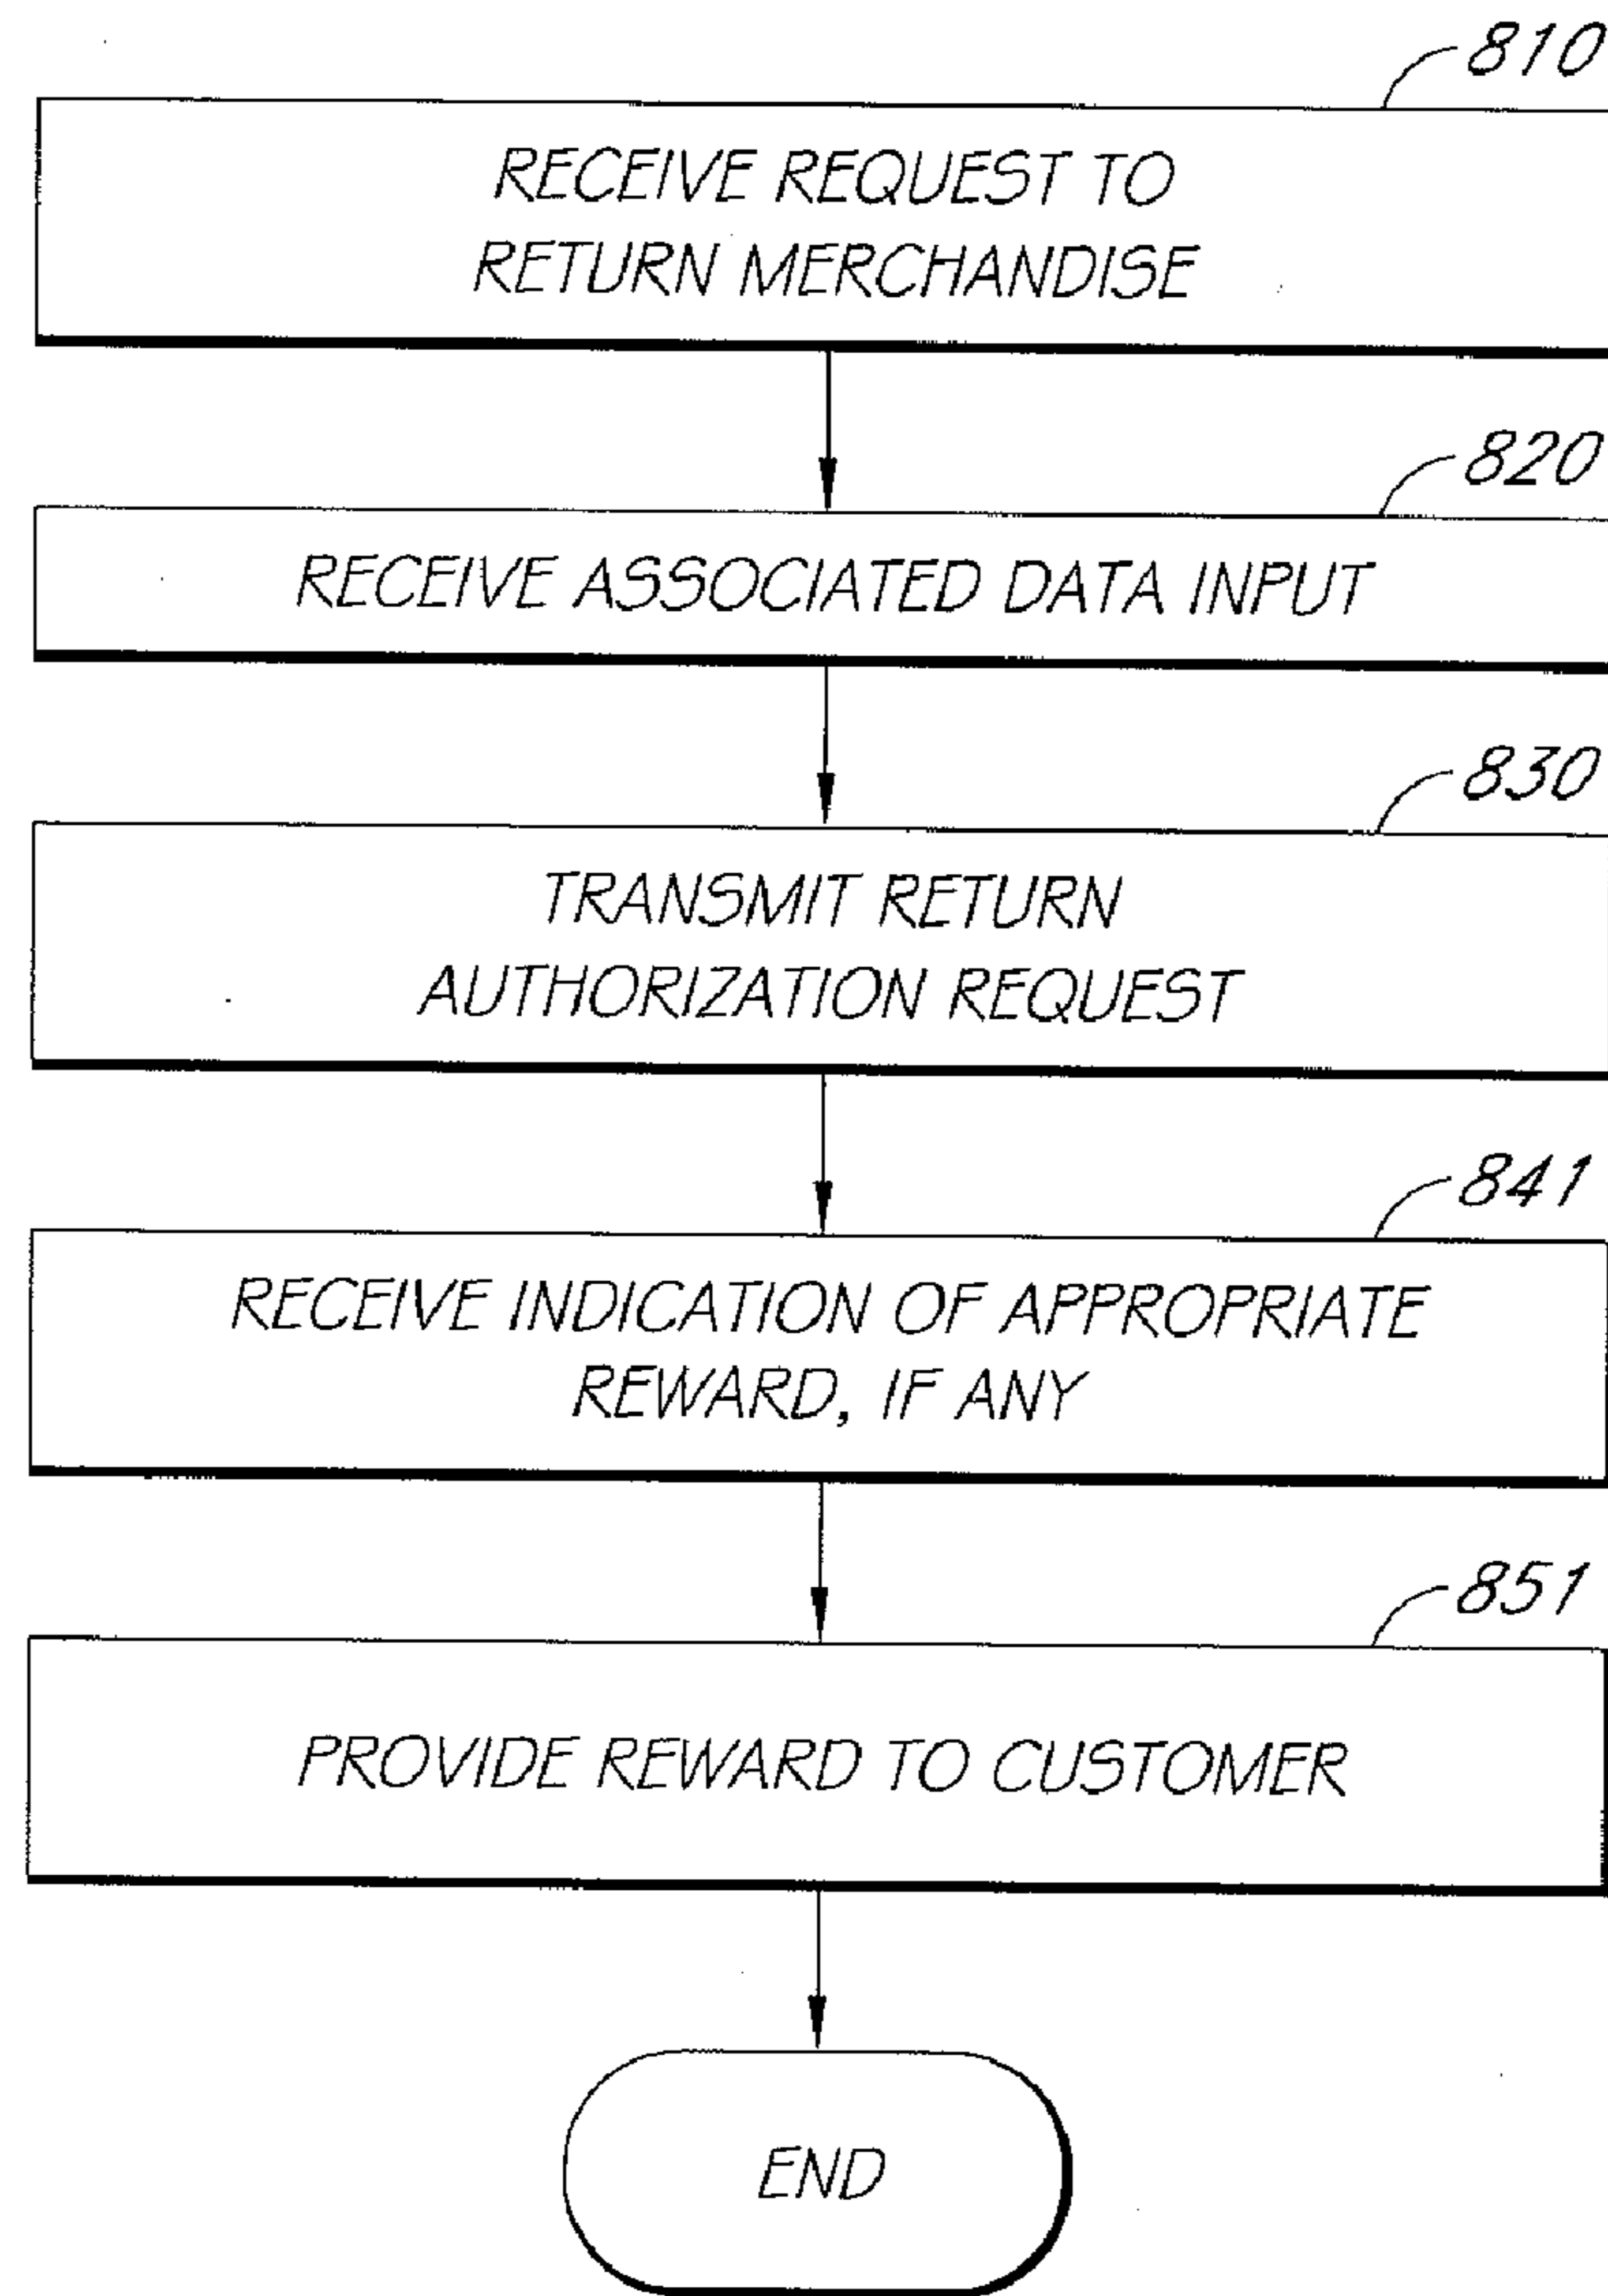 810
RECEIVE REQUEST TO
RETURN MERCHANDISE
820
RECEIVE ASSOCIATED DATA INPUT
830
TRANSMIT RETURN
AUTHORIZATION REQUEST
841
RECEIVE INDICATION OF APPROPRIATE
REWARD, IF ANY
851
PROVIDE REWARD TO CUSTOMER
END